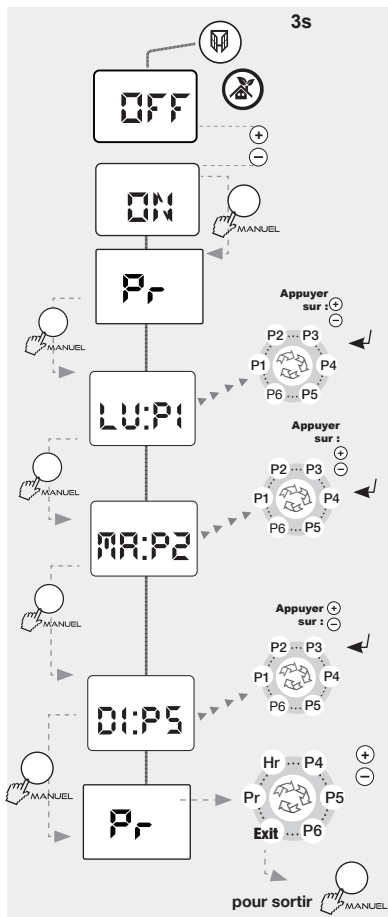 3s
OFF
+
−
ON
MANUEL
Pr
Appuyer
sur : +
−
MANUEL
P2 ... P3
P1 P4
P6 ... P5
LU:P1
Appuyer
sur :
+
−
MANUEL
P2 ... P3
P1 P4
P6 ... P5
MA:P2
MANUEL
Appuyer +
sur : −
P2 ... P3
P1 P4
P6 ... P5
DI:P5
MANUEL
Hr ... P4
+
−
Pr P5
Exit ... P6
Pr
pour sortir MANUEL